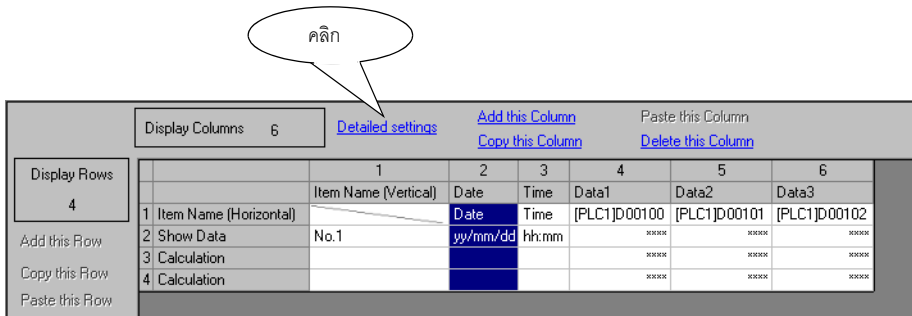 คลิก
Display Columns 6
Detailed settings
Add this Column
Paste this Column
Copy this Column
Delete this Column
Display Rows
4
Add this Row
Copy this Row
Paste this Row
1 2 3 4 5 6
Item Name (Vertical) Date Time Data1 Data2 Data3
1 Item Name (Horizontal) Date Time [PLC1]D00100 [PLC1]D00101 [PLC1]D00102
2 Show Data No.1 yy/mm/dd hh:mm **** **** ****
3 Calculation **** **** ****
4 Calculation **** **** ****